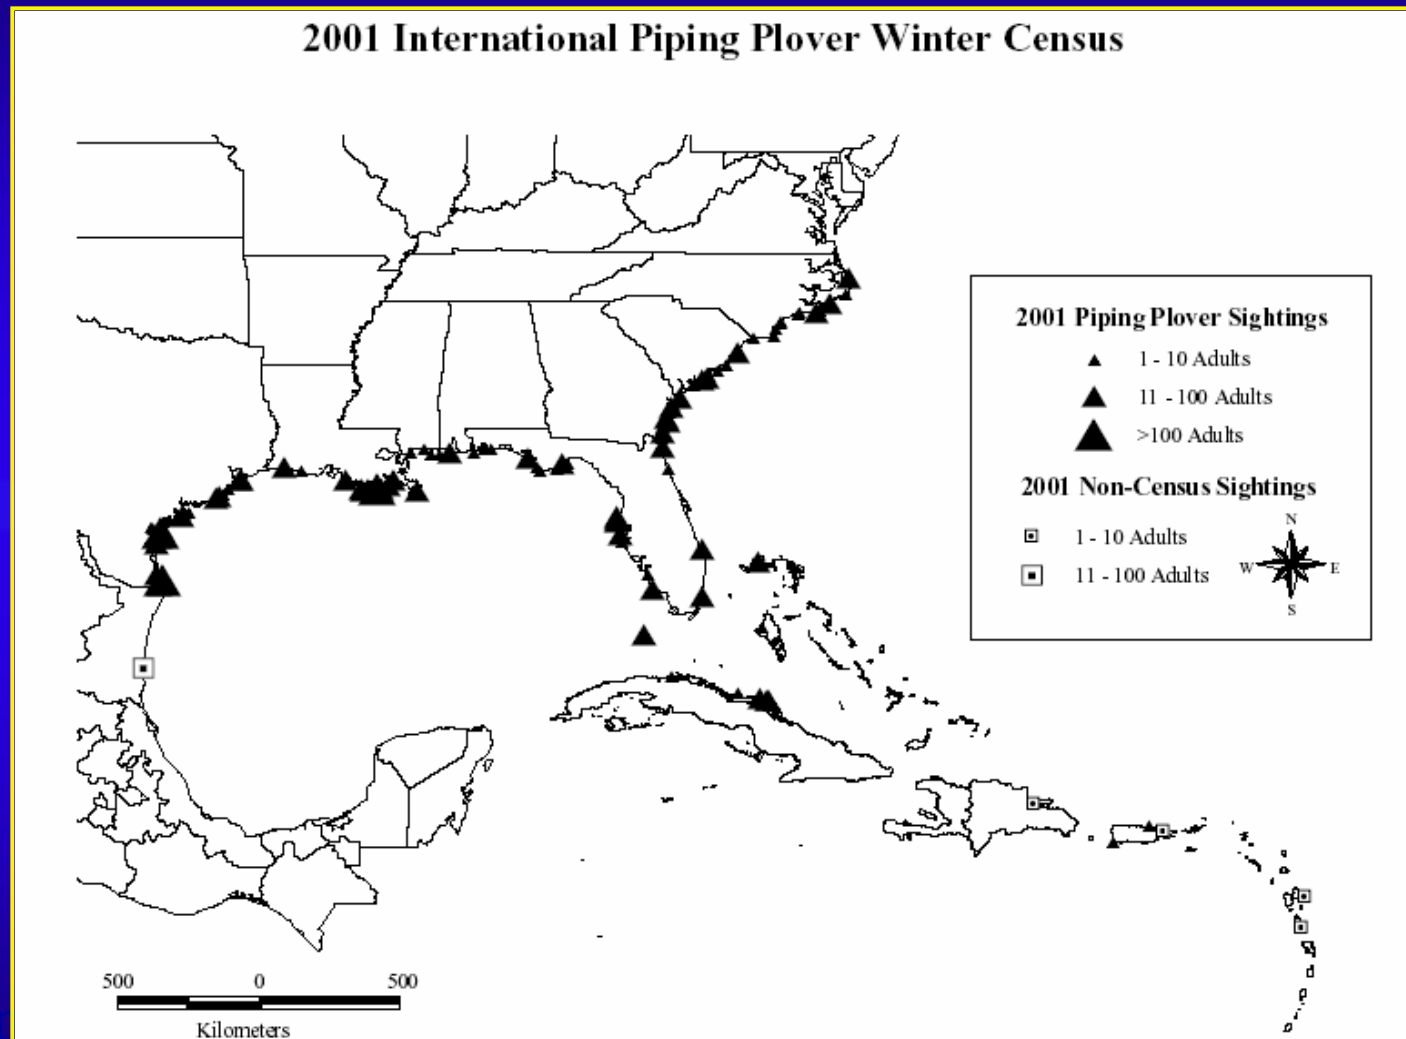 2001 International Piping Plover Winter Census
2001 Piping Plover Sightings
1 - 10 Adults
11 - 100 Adults
>100 Adults
2001 Non-Census Sightings
1 - 10 Adults
11 - 100 Adults
N
W E
S
500 0 500
Kilometers